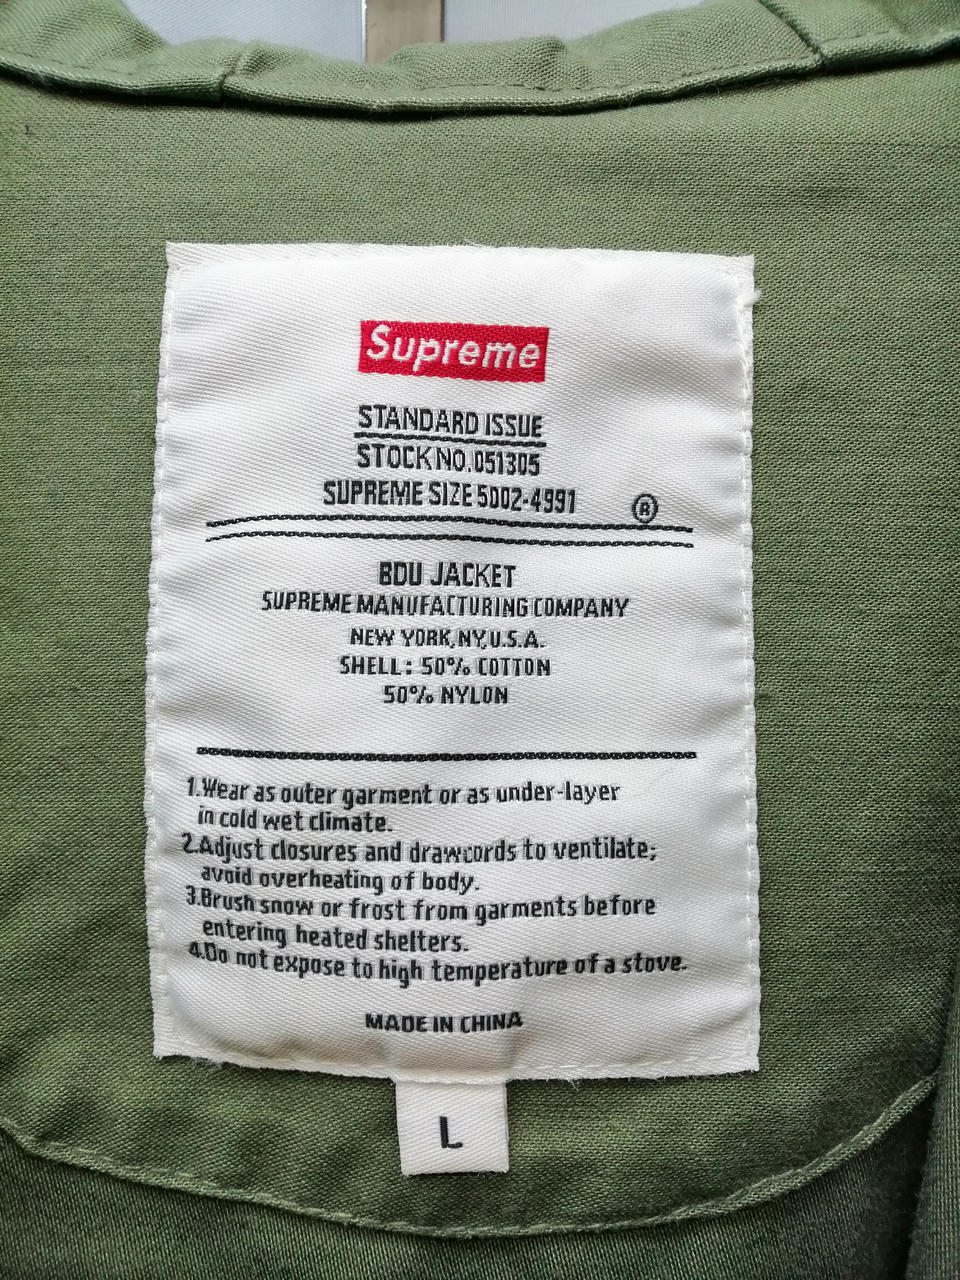 Supreme
STANDARD ISSUE
STOCK NO.051305
SUPREME SIZE 5002-4991 ®
BDU JACKET
SUPREME MANUFACTURING COMPANY
NEW YORK,NY,U.S.A.
SHELL: 50% COTTON
50% NYLON
1.Wear as outer garment or as under-layer
in cold wet climate.
2.Adjust closures and drawcords to ventilate;
avoid overheating of body.
3.Brush snow or frost from garments before
entering heated shelters.
4.Do not expose to high temperature of a stove.
MADE IN CHINA
L